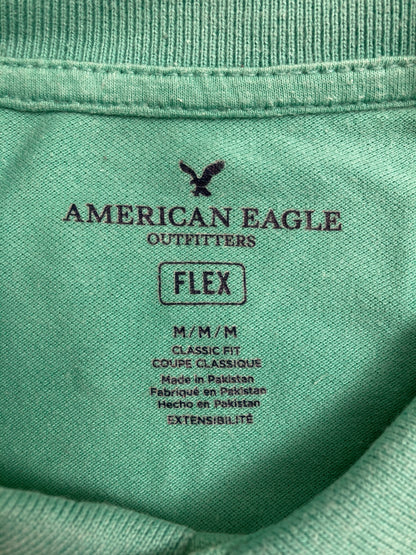 AMERICAN EAGLE
OUTFITTERS
FLEX
M/M/M
CLASSIC FIT
COUPE CLASSIQUE
Made in Pakistan
Fabriqué en Pakistan
Hecho en Pakistan
EXTENSIBILITÉ